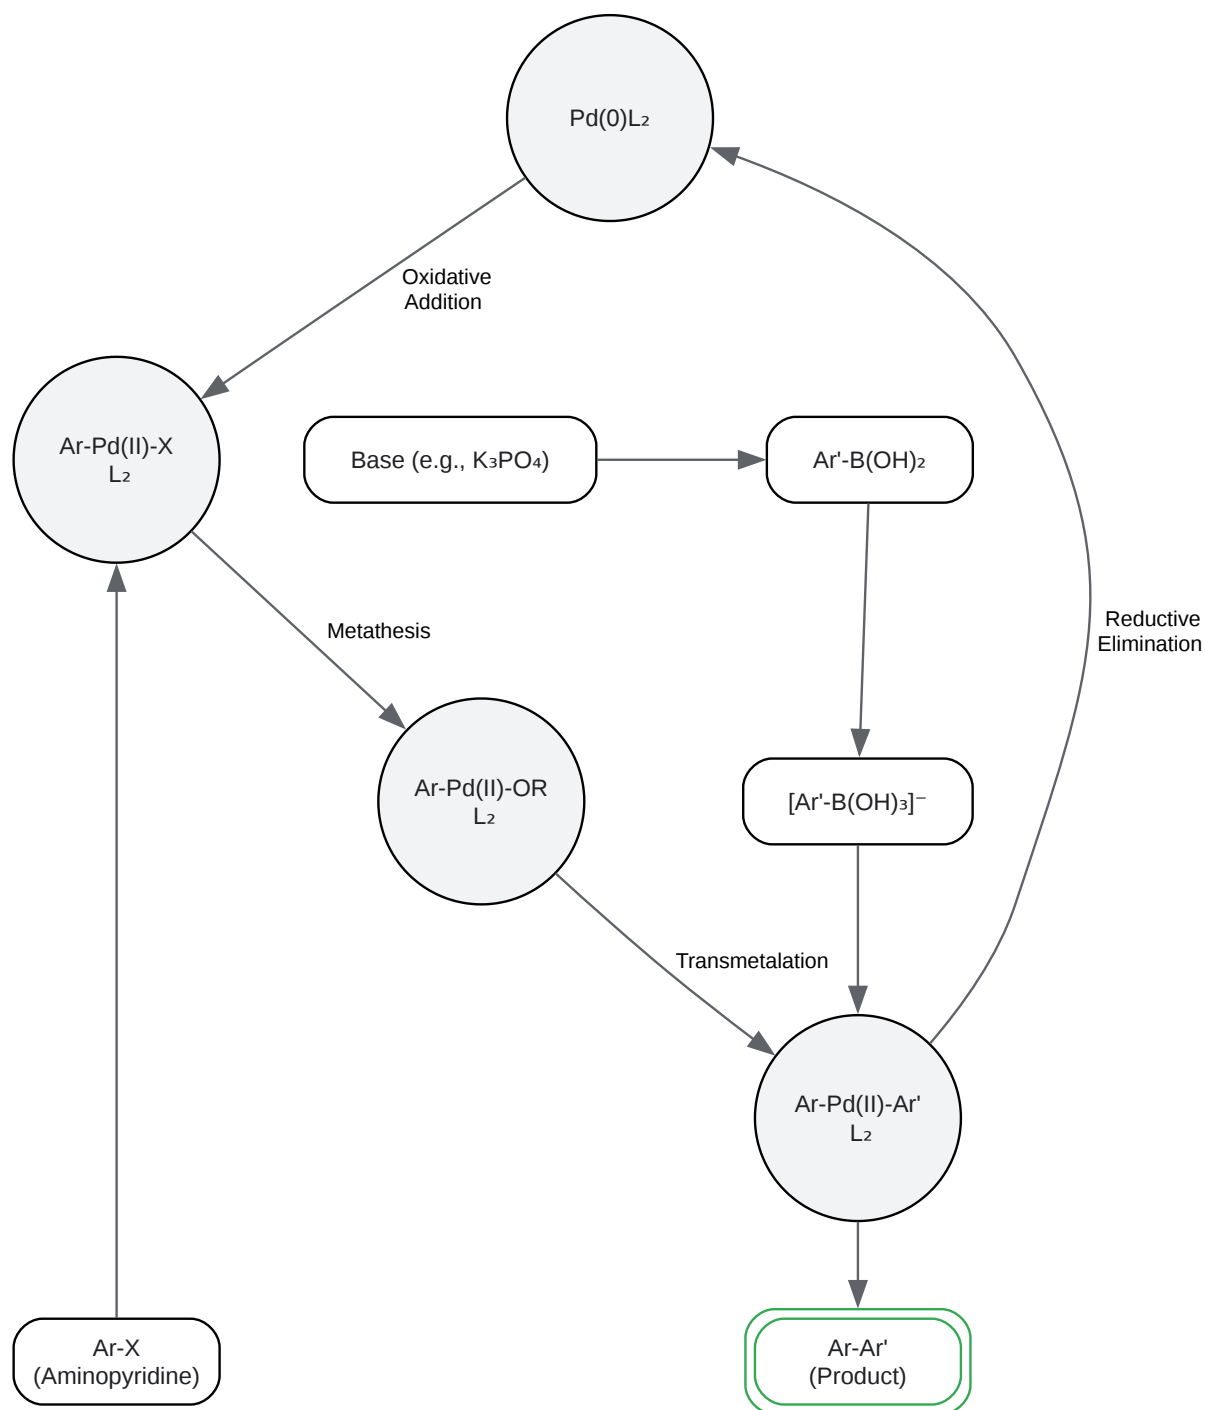 Pd(0)L₂
Oxidative
Addition
Ar-Pd(II)-X
L₂
Base (e.g., K₃PO₄)
Ar'-B(OH)₂
Metathesis
Reductive
Elimination
Ar-Pd(II)-OR
L₂
[Ar'-B(OH)₃]⁻
Transmetalation
Ar-Pd(II)-Ar'
L₂
Ar-X
(Aminopyridine)
Ar-Ar'
(Product)